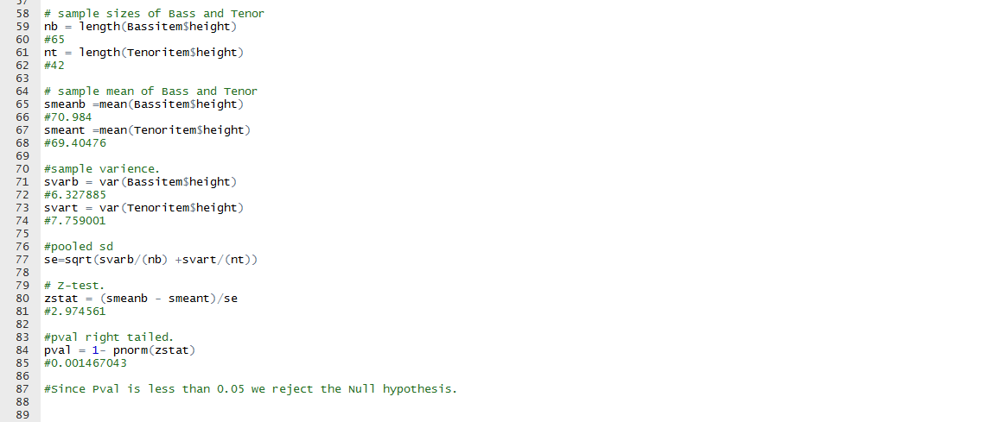 57
58 # sample sizes of Bass and Tenor
59 nb = length(Bassitem$height)
60 #65
61 nt = length(Tenoritem$height)
62 #42
63
64 # sample mean of Bass and Tenor
65 smeanb =mean(Bassitem$height)
66 #70.984
67 smeant =mean(Tenoritem$height)
68 #69.40476
69
70 #sample varience.
71 svarb = var(Bassitem$height)
72 #6.327885
73 svart = var(Tenoritem$height)
74 #7.759001
75
76 #pooled sd
77 se=sqrt(svarb/(nb) +svart/(nt))
78
79 # Z-test.
80 zstat = (smeanb - smeant)/se
81 #2.974561
82
83 #pval right tailed.
84 pval = 1- pnorm(zstat)
85 #0.001467043
86
87 #Since Pval is less than 0.05 we reject the Null hypothesis.
88
89